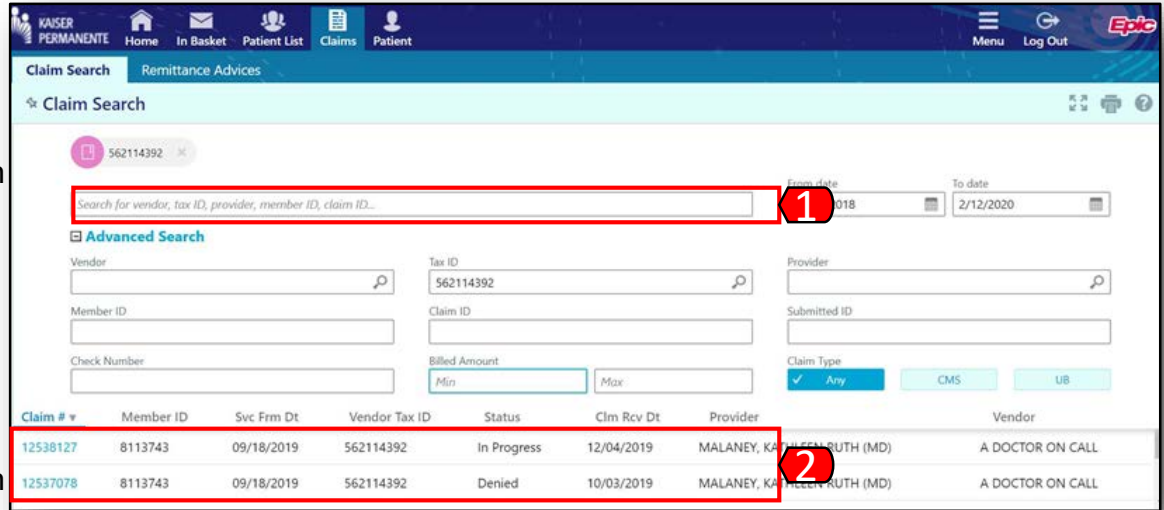 KAISER PERMANENTE
Home In Basket Patient List Claims Patient Menu Log Out Epic
Claim Search Remittance Advices
Claim Search
562114392
From date To date
Search for vendor, tax ID, provider, member ID, claim ID... 1 018 2/12/2020
Advanced Search
Vendor Tax ID Provider
562114392
Member ID Claim ID Submitted ID
Check Number Billed Amount Claim Type
Min Max Any CMS UB
Claim # Member ID Svc Frm Dt Vendor Tax ID Status Clm Rcv Dt Provider Vendor
12538127 8113743 09/18/2019 562114392 In Progress 12/04/2019 MALANEY, KATHLEEN RUTH (MD) A DOCTOR ON CALL
2
12537078 8113743 09/18/2019 562114392 Denied 10/03/2019 MALANEY, KATHLEEN RUTH (MD) A DOCTOR ON CALL